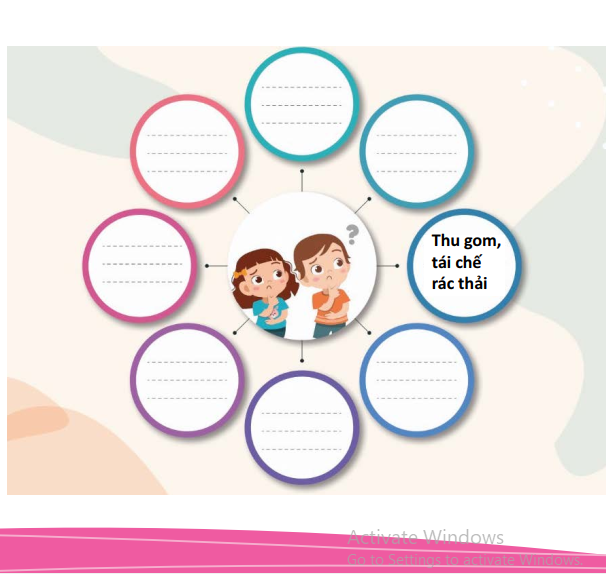 ?
Thu gom,
tái chế
rác thải
Activate Windows
Go to Settings to activate Windows.